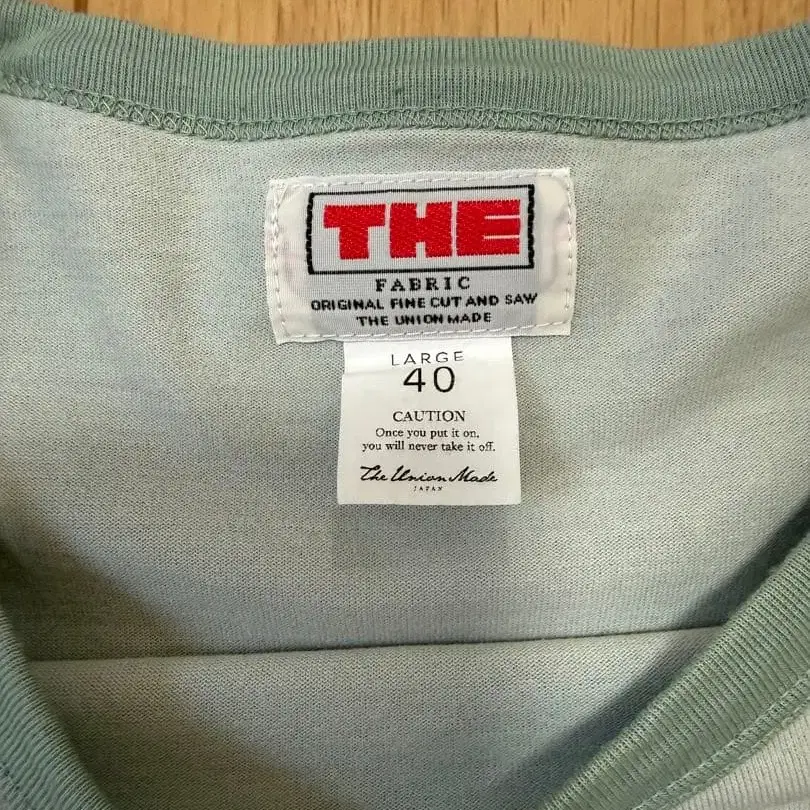 THE
FABRIC
ORIGINAL FINE CUT AND SAW
THE UNION MADE
LARGE
40
CAUTION
Once you put it on,
you will never take it off.
The Union Made
JAPAN